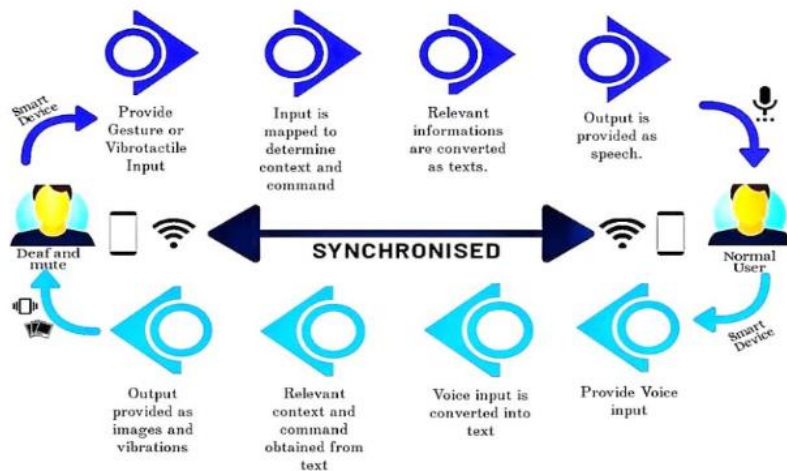 Smart
Device
Provide
Gesture or
Vibrotactile
Input
Input is
mapped to
determine
context and
command
Relevant
informations
are converted
as texts.
Output is
provided as
speech.
Deaf and
mute
SYNCHRONISED
Normal
User
Smart
Device
Output
provided as
images and
vibrations
Relevant
context and
command
obtained from
text
Voice input is
converted into
text
Provide Voice
input